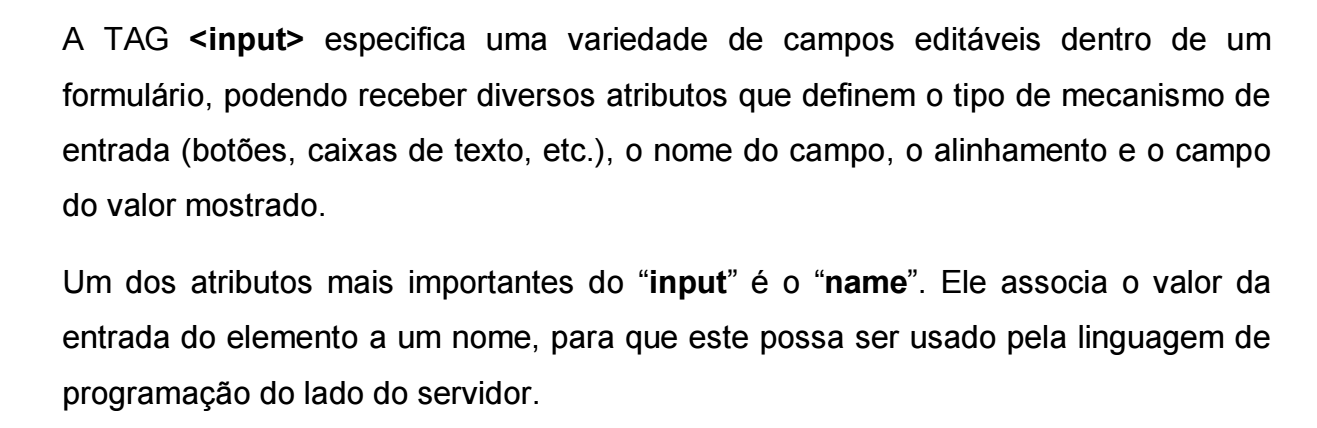 A TAG <input> especifica uma variedade de campos editáveis dentro de um
formulário, podendo receber diversos atributos que definem o tipo de mecanismo de
entrada (botões, caixas de texto, etc.), o nome do campo, o alinhamento e o campo
do valor mostrado.
Um dos atributos mais importantes do “input” é o “name”. Ele associa o valor da
entrada do elemento a um nome, para que este possa ser usado pela linguagem de
programação do lado do servidor.